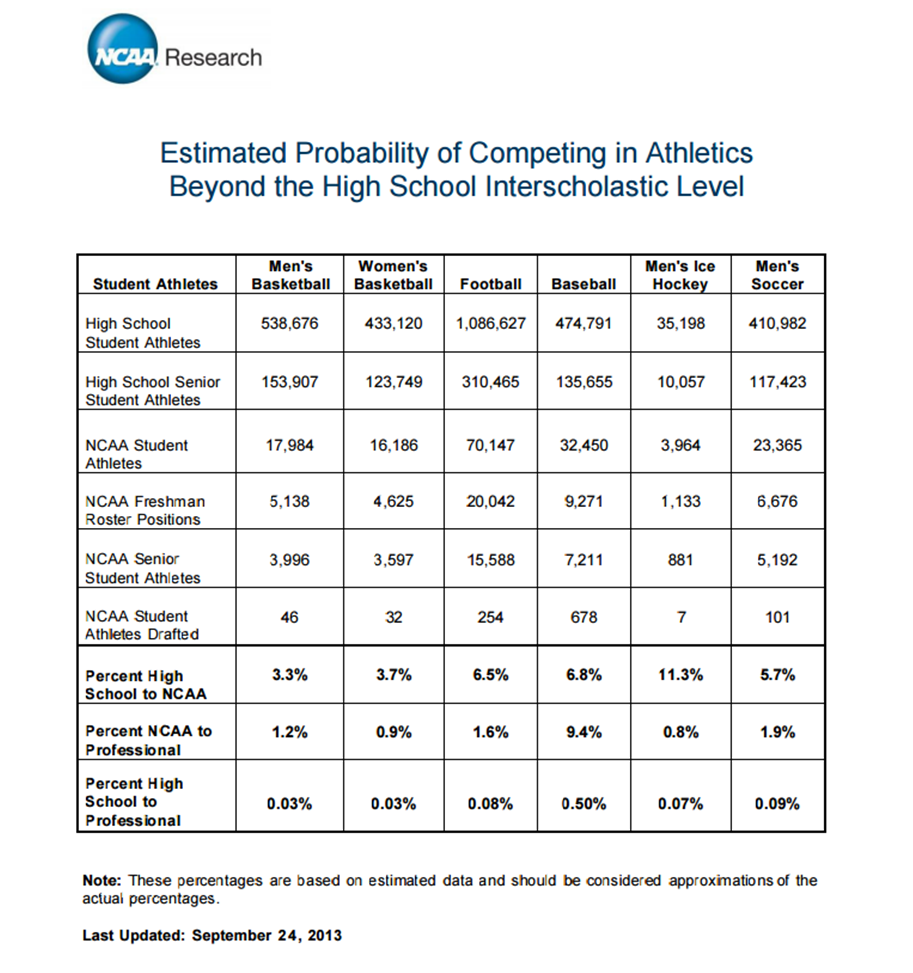 NCAA Research
Estimated Probability of Competing in Athletics
Beyond the High School Interscholastic Level
Student Athletes Men's Basketball Women's Basketball Football Baseball Men's Ice Hockey Men's Soccer
High School Student Athletes 538,676 433,120 1,086,627 474,791 35,198 410,982
High School Senior Student Athletes 153,907 123,749 310,465 135,655 10,057 117,423
NCAA Student Athletes 17,984 16,186 70,147 32,450 3,964 23,365
NCAA Freshman Roster Positions 5,138 4,625 20,042 9,271 1,133 6,676
NCAA Senior Student Athletes 3,996 3,597 15,588 7,211 881 5,192
NCAA Student Athletes Drafted 46 32 254 678 7 101
Percent High School to NCAA 3.3% 3.7% 6.5% 6.8% 11.3% 5.7%
Percent NCAA to Professional 1.2% 0.9% 1.6% 9.4% 0.8% 1.9%
Percent High School to Professional 0.03% 0.03% 0.08% 0.50% 0.07% 0.09%
Note: These percentages are based on estimated data and should be considered approximations of the
actual percentages.
Last Updated: September 24, 2013